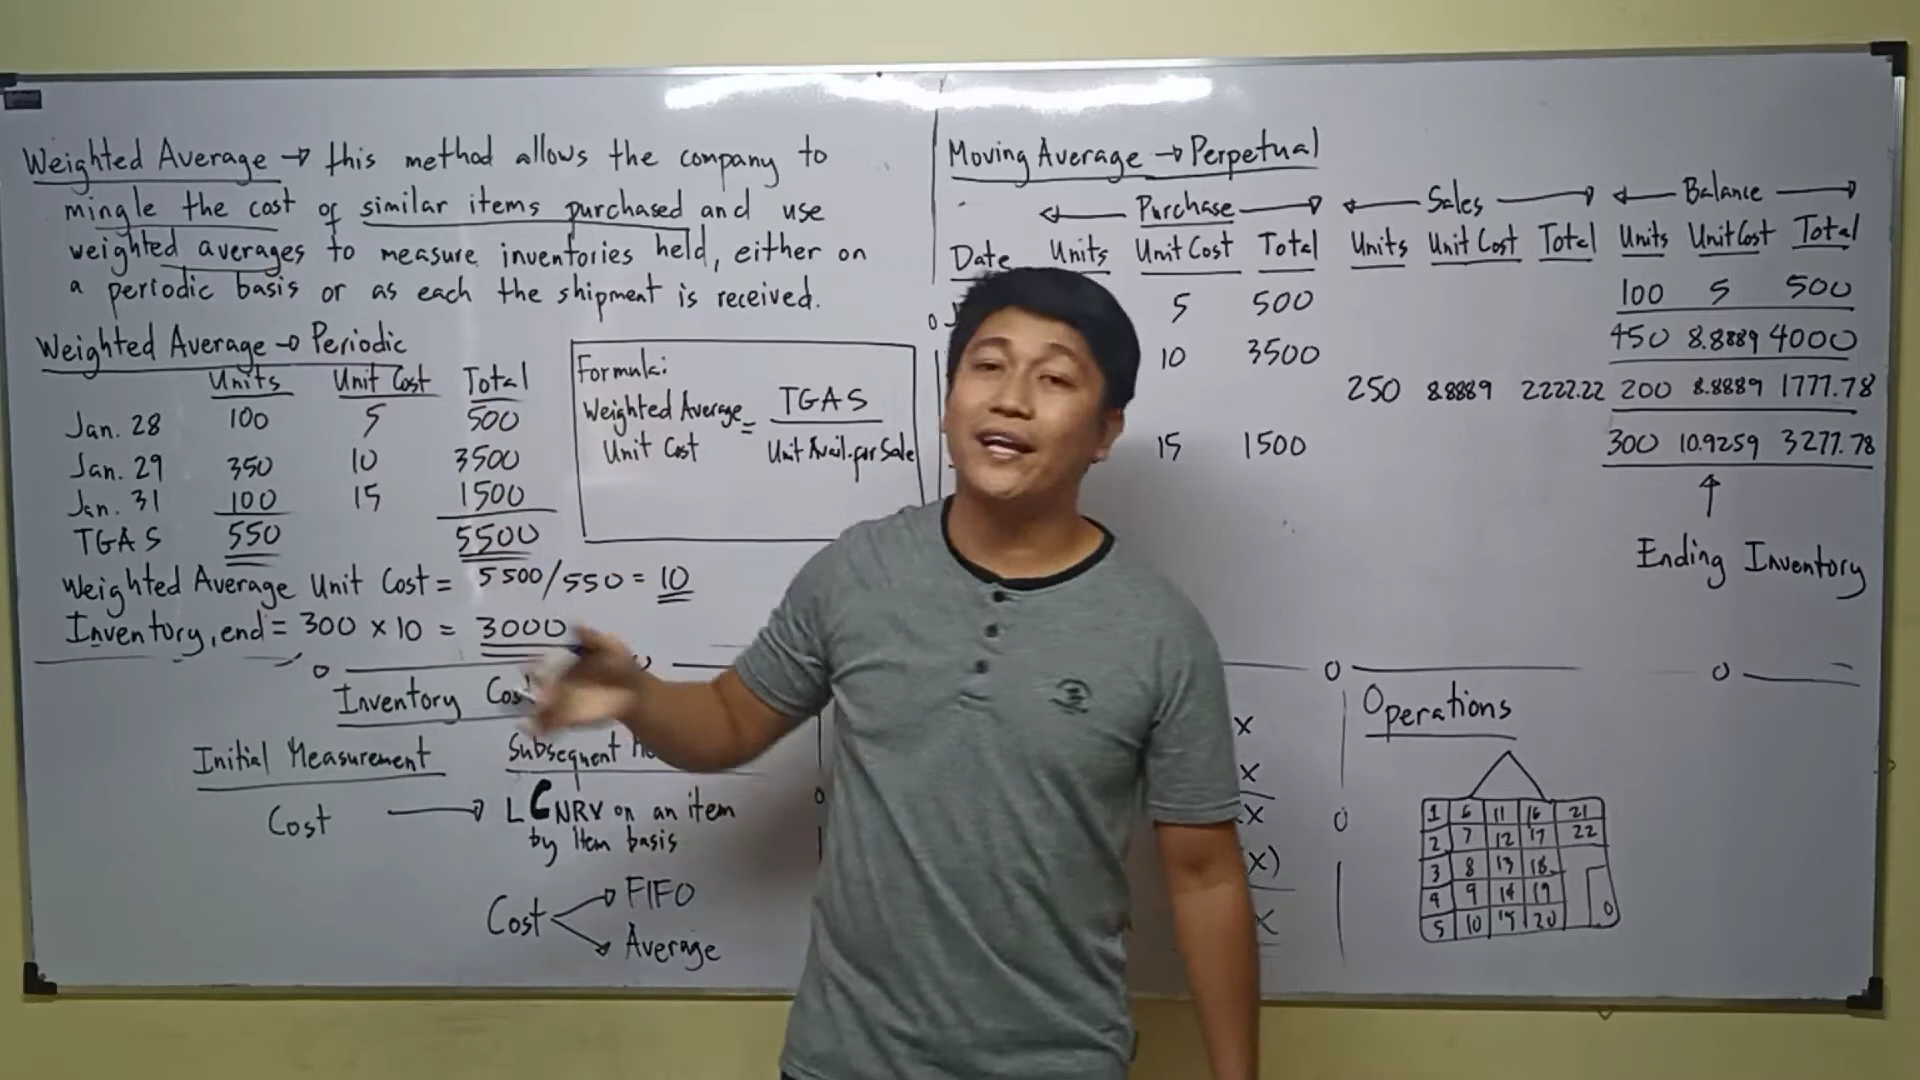 Weighted Average → this method allows the company to
mingle the cost of similar items purchased and use
weighted averages to measure inventories held, either on
a periodic basis or as each the shipment is received.
Weighted Average → Periodic
Units Unit Cost Total
Jan. 28 100 5 500
Jan. 29 350 10 3500
Jan. 31 100 15 1500
TGAS 550 5500
Weighted Average Unit Cost = 5500/550 = 10
Inventory, end = 300 x 10 = 3000
Formula:
Weighted Average Unit Cost = TGAS
Unit Avail. for Sale
Moving Average → Perpetual
← Purchase → ← Sales → ← Balance →
Date Units Unit Cost Total Units Unit Cost Total Units Unit Cost Total
5 500 100 5 500
10 3500 450 8.8889 4000
250 8.8889 2222.22 200 8.8889 1777.78
15 1500 300 10.9259 3277.78
↑
Ending Inventory
Inventory Cost
Initial Measurement Subsequent
Cost → LCNRV on an item
by Item basis
Cost FIFO
Average
x
x
x
x)
x
Operations
1 6 11 16 21
2 7 12 17 22
3 8 13 18
4 9 14 19
5 10 15 20